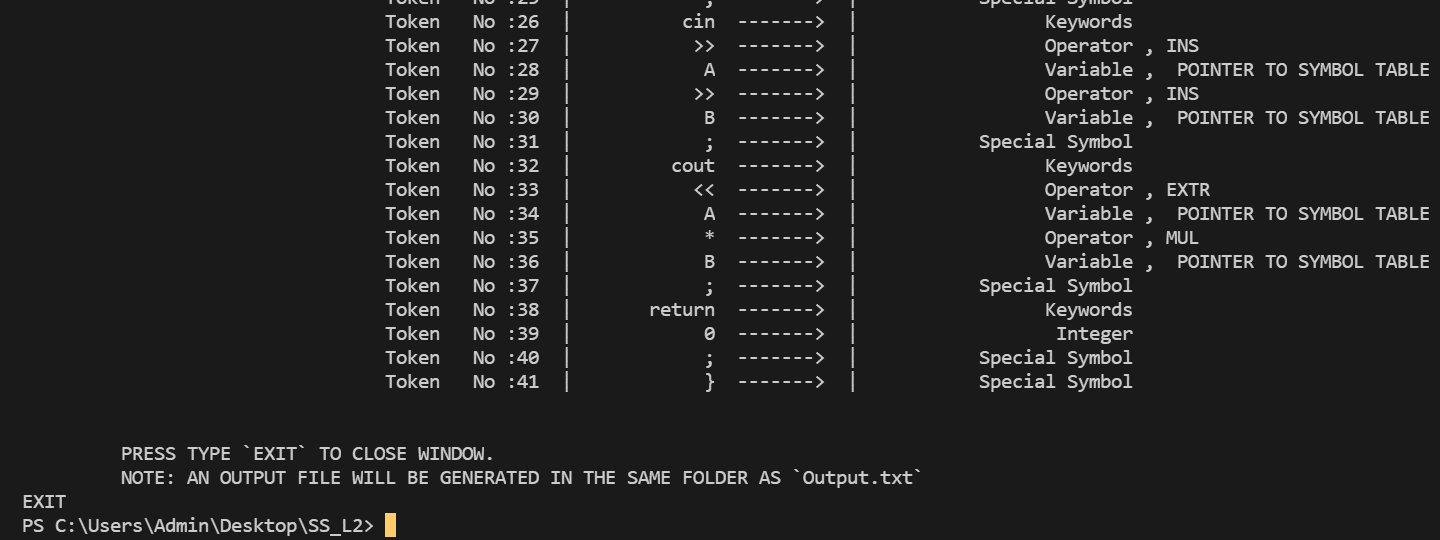 Token   No :25  |            ;  ------->  |           Special Symbol
Token   No :26  |          cin  ------->  |                 Keywords
Token   No :27  |           >>  ------->  |                 Operator , INS
Token   No :28  |            A  ------->  |                 Variable ,  POINTER TO SYMBOL TABLE
Token   No :29  |           >>  ------->  |                 Operator , INS
Token   No :30  |            B  ------->  |                 Variable ,  POINTER TO SYMBOL TABLE
Token   No :31  |            ;  ------->  |           Special Symbol
Token   No :32  |         cout  ------->  |                 Keywords
Token   No :33  |           <<  ------->  |                 Operator , EXTR
Token   No :34  |            A  ------->  |                 Variable ,  POINTER TO SYMBOL TABLE
Token   No :35  |            *  ------->  |                 Operator , MUL
Token   No :36  |            B  ------->  |                 Variable ,  POINTER TO SYMBOL TABLE
Token   No :37  |            ;  ------->  |           Special Symbol
Token   No :38  |       return  ------->  |                 Keywords
Token   No :39  |            0  ------->  |                  Integer
Token   No :40  |            ;  ------->  |           Special Symbol
Token   No :41  |            }  ------->  |           Special Symbol
PRESS TYPE `EXIT` TO CLOSE WINDOW.
NOTE: AN OUTPUT FILE WILL BE GENERATED IN THE SAME FOLDER AS `Output.txt`
EXIT
PS C:\Users\Admin\Desktop\SS_L2>